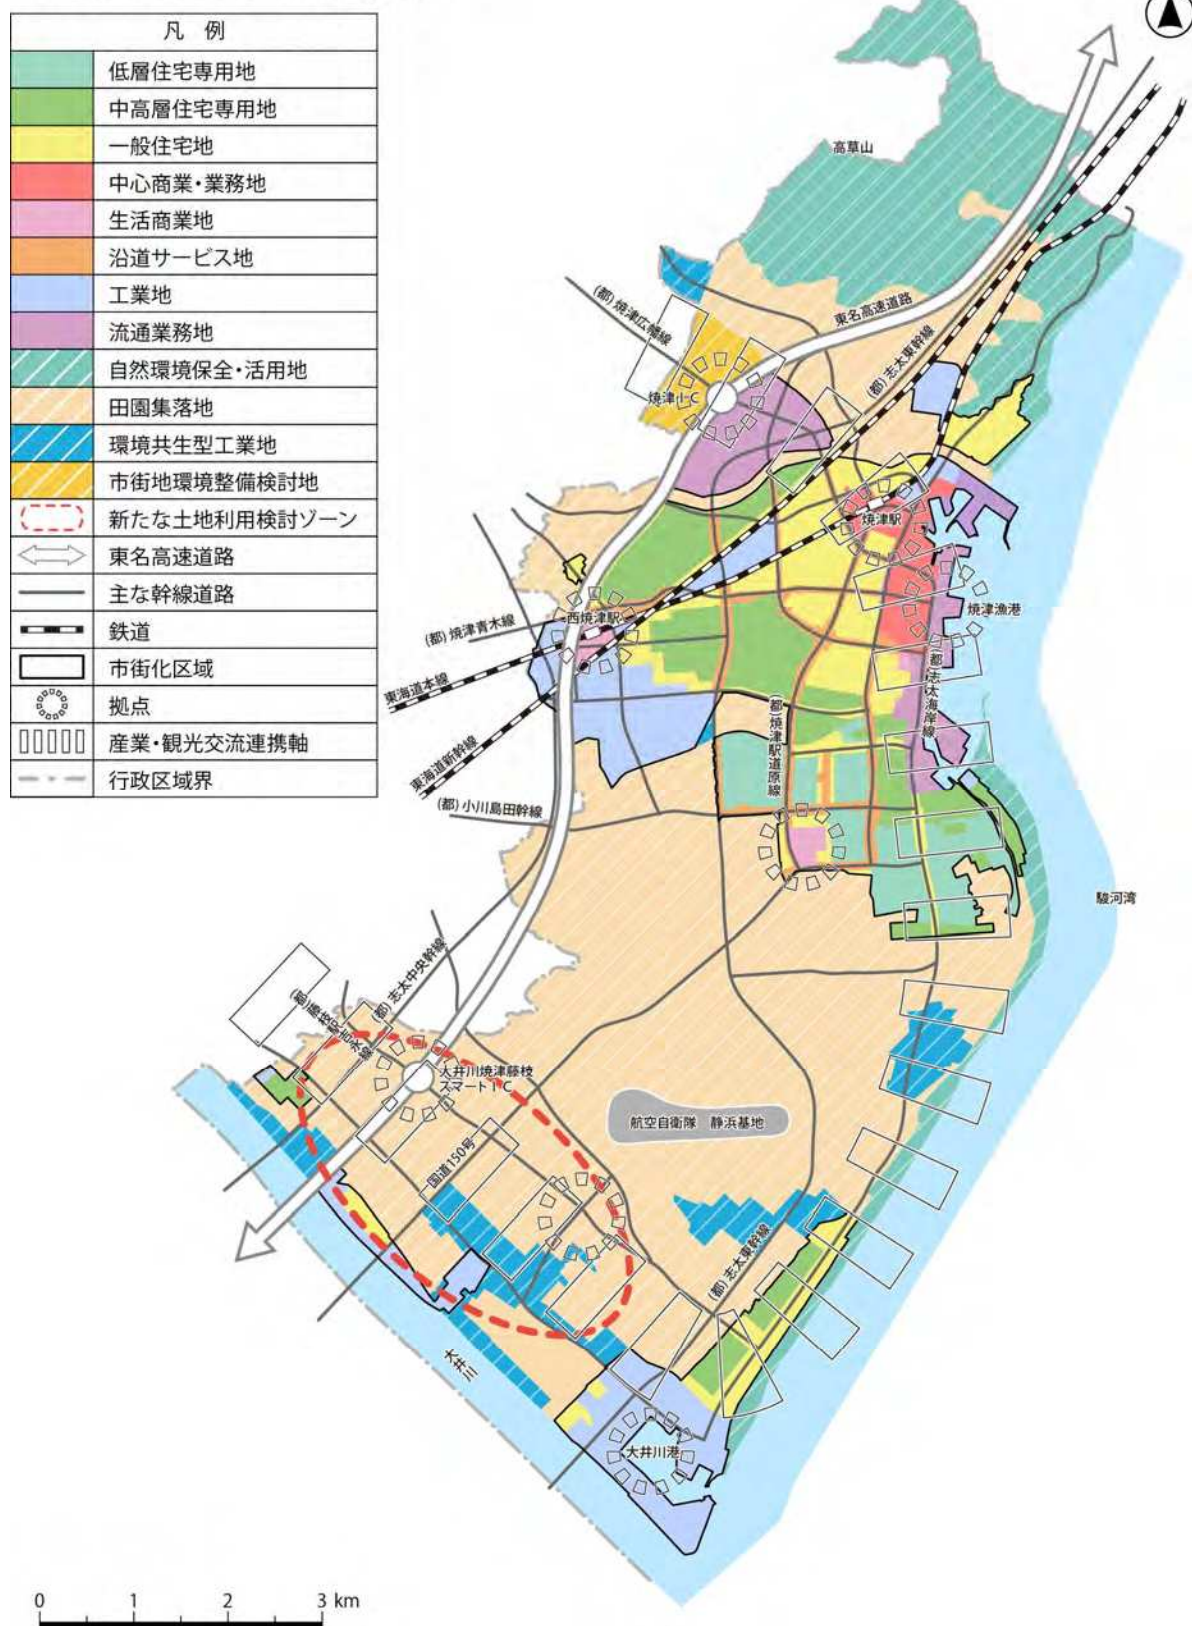 凡 例
低層住宅専用地
中高層住宅専用地
一般住宅地
中心商業・業務地
生活商業地
沿道サービス地
工業地
流通業務地
自然環境保全・活用地
田園集落地
環境共生型工業地
市街地環境整備検討地
新たな土地利用検討ゾーン
東名高速道路
主な幹線道路
鉄道
市街化区域
拠点
産業・観光交流連携軸
行政区域界
高草山
(都)焼津広幡線
東名高速道路
(都)志太東幹線
焼津IC
焼津駅
焼津漁港
西焼津駅
(都)焼津青木線
東海道本線
(都)志太海岸線
(都)焼津駅道原線
東海道新幹線
(都)小川島田幹線
駿河湾
(都)志太中央幹線
(都)藤枝駅吉永線
大井川焼津藤枝
スマートIC
航空自衛隊 静浜基地
国道150号
(都)志太東幹線
大井川
大井川港
0 1 2 3 km